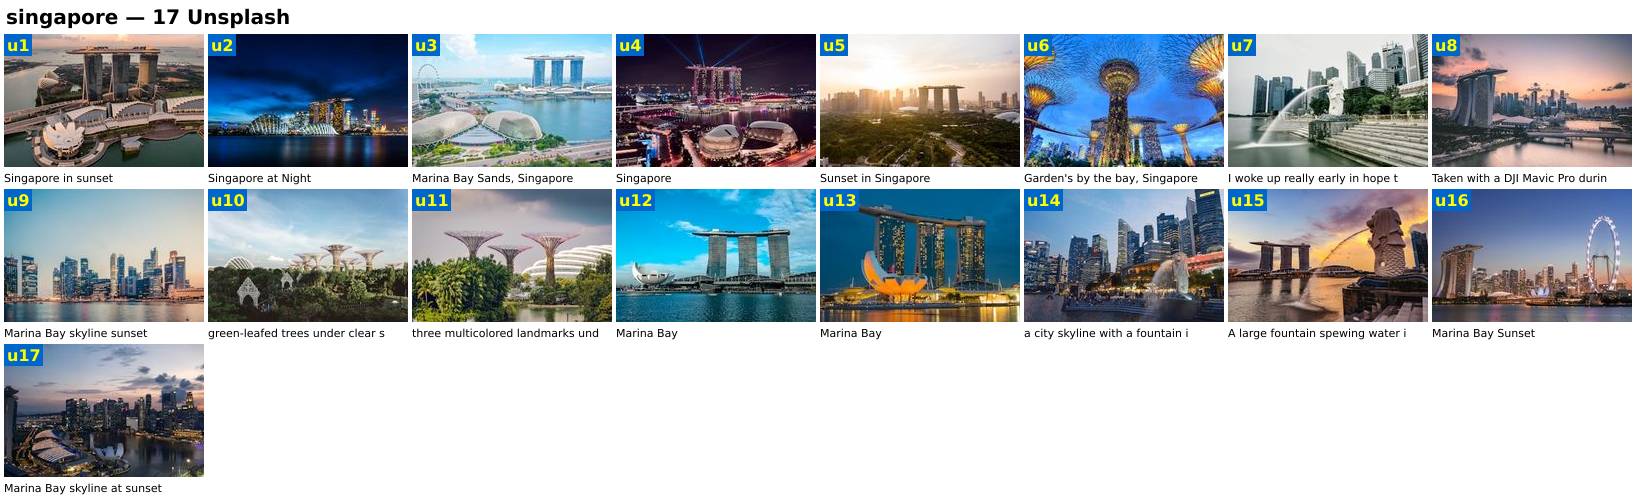 singapore — 17 Unsplash
u1 u2 u3 u4 u5 u6 u7 u8
Singapore in sunset Singapore at Night Marina Bay Sands, Singapore Singapore Sunset in Singapore Garden's by the bay, Singapore I woke up really early in hope t Taken with a DJI Mavic Pro durin
u9 u10 u11 u12 u13 u14 u15 u16
Marina Bay skyline sunset green-leafed trees under clear s three multicolored landmarks und Marina Bay Marina Bay a city skyline with a fountain i A large fountain spewing water i Marina Bay Sunset
u17
Marina Bay skyline at sunset